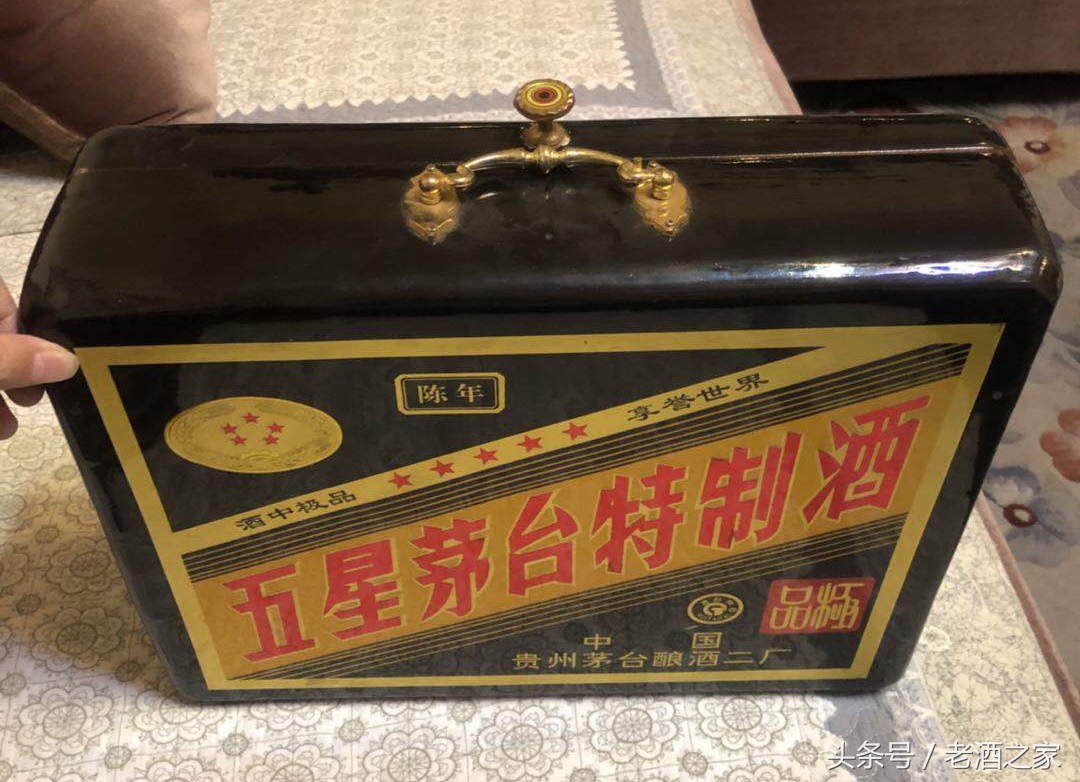 陈年
享誉世界
酒中极品
五星茅台特制酒
极品
中国
贵州茅台酿酒二厂
头条号 / 老酒之家